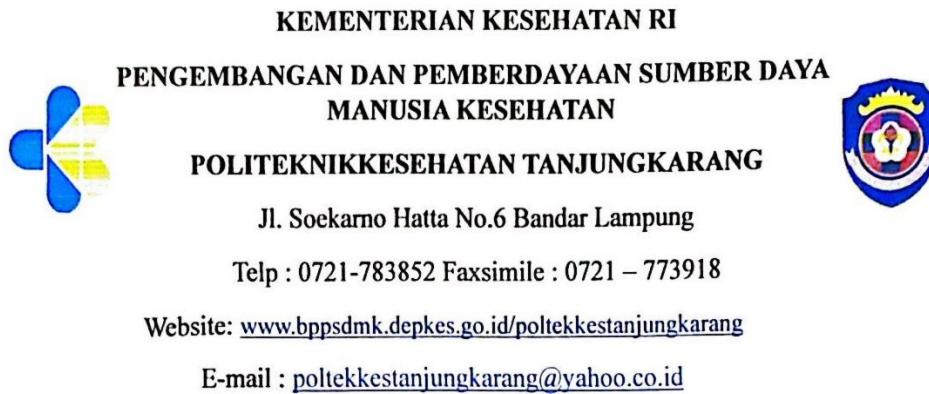 KEMENTERIAN KESEHATAN RI
PENGEMBANGAN DAN PEMBERDAYAAN SUMBER DAYA
MANUSIA KESEHATAN
POLITEKNIKKESEHATAN TANJUNGKARANG
Jl. Soekarno Hatta No.6 Bandar Lampung
Telp : 0721-783852 Faxsimile : 0721 – 773918
Website: www.bppsdmk.depkes.go.id/poltekkestanjungkarang
E-mail : poltekkestanjungkarang@yahoo.co.id